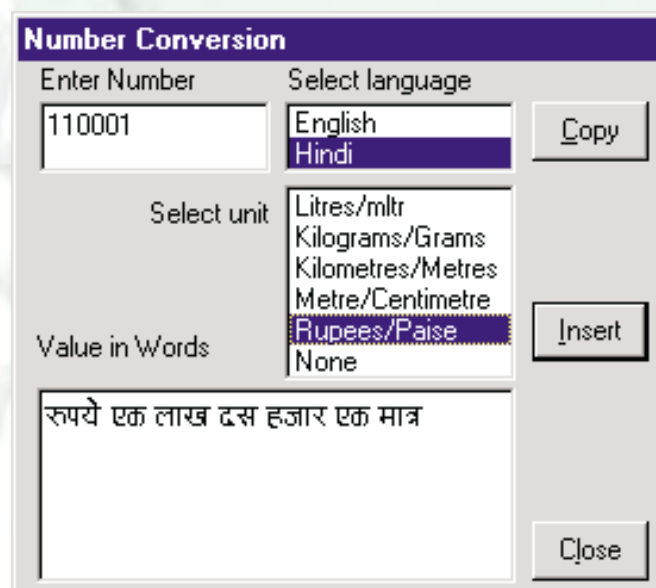 Number Conversion
Enter Number
Select language
110001
English
Hindi
Copy
Select unit
Litres/mltr
Kilograms/Grams
Kilometres/Metres
Metre/Centimetre
Rupees/Paise
None
Insert
Value in Words
रुपये एक लाख दस हजार एक मात्र
Close